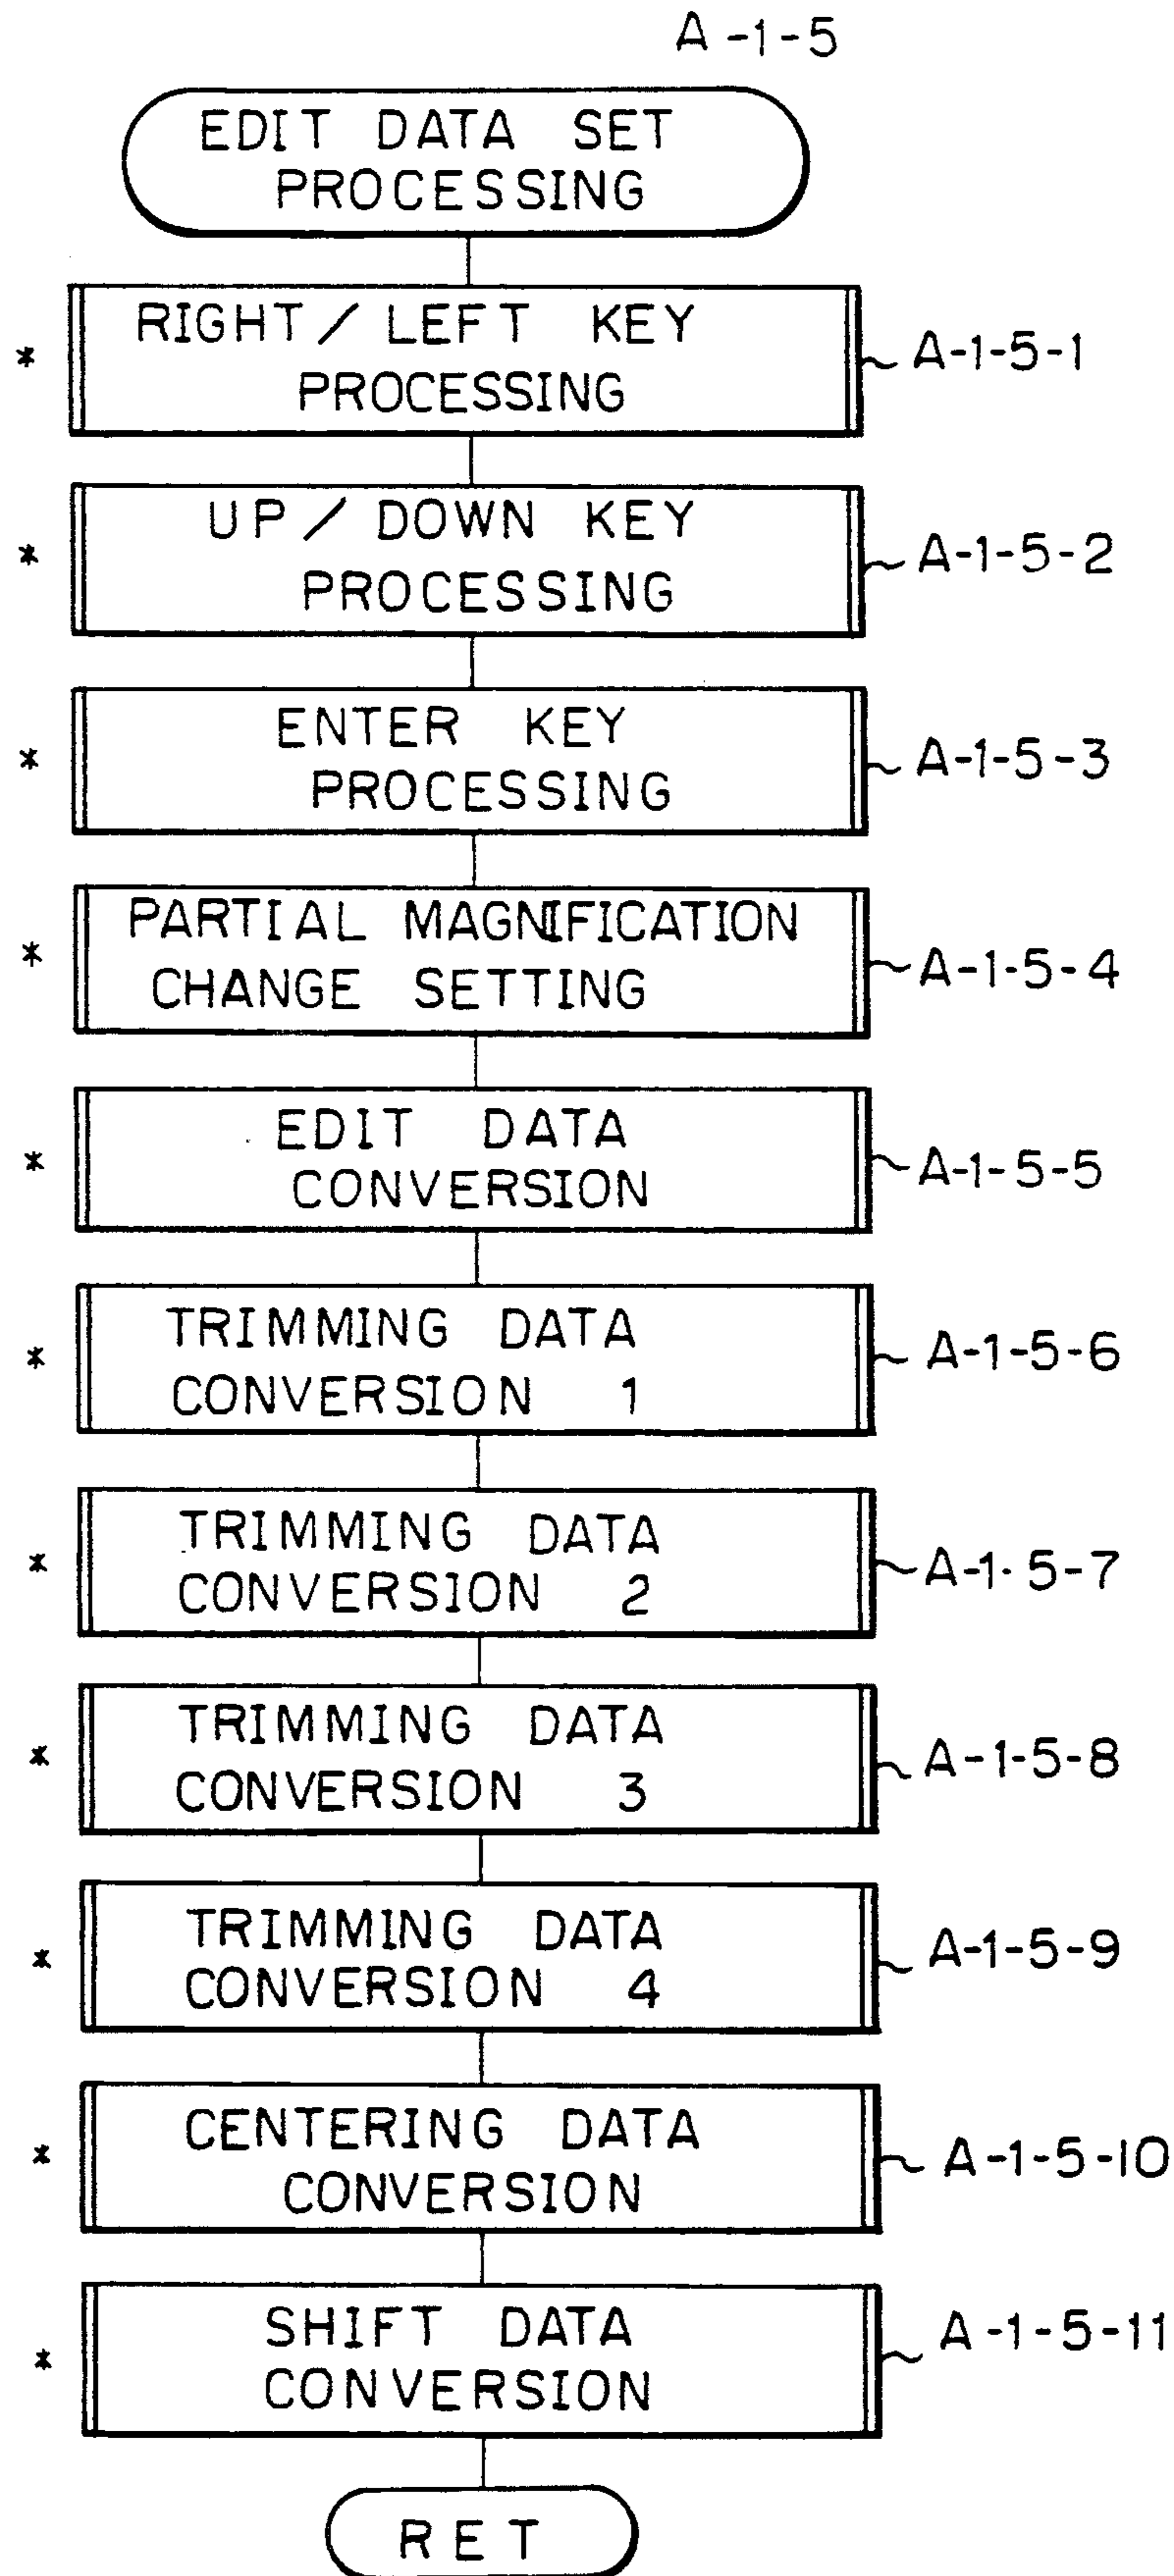 A-1-5
EDIT DATA SET
PROCESSING
RIGHT / LEFT KEY
PROCESSING
* A-1-5-1
UP / DOWN KEY
PROCESSING
* A-1-5-2
ENTER KEY
PROCESSING
* A-1-5-3
PARTIAL MAGNIFICATION
CHANGE SETTING
* A-1-5-4
EDIT DATA
CONVERSION
* A-1-5-5
TRIMMING DATA
CONVERSION 1
* A-1-5-6
TRIMMING DATA
CONVERSION 2
* A-1-5-7
TRIMMING DATA
CONVERSION 3
* A-1-5-8
TRIMMING DATA
CONVERSION 4
* A-1-5-9
CENTERING DATA
CONVERSION
* A-1-5-10
SHIFT DATA
CONVERSION
* A-1-5-11
RET